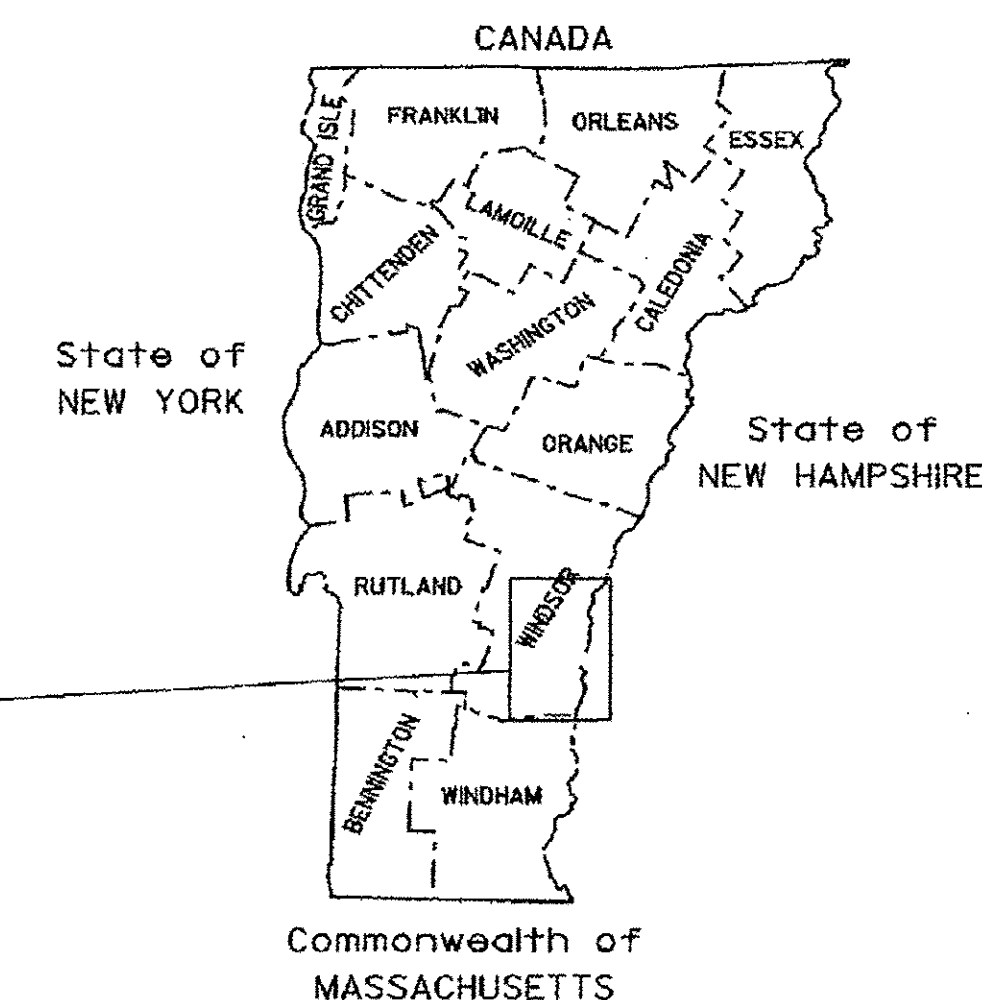 CANADA
GRAND ISLE
FRANKLIN
ORLEANS
ESSEX
LAMOILLE
CHITTENDEN
CALEDONIA
WASHINGTON
State of
NEW YORK
ADDISON
ORANGE
State of
NEW HAMPSHIRE
RUTLAND
WINDSOR
BENNINGTON
WINDHAM
Commonwealth of
MASSACHUSETTS